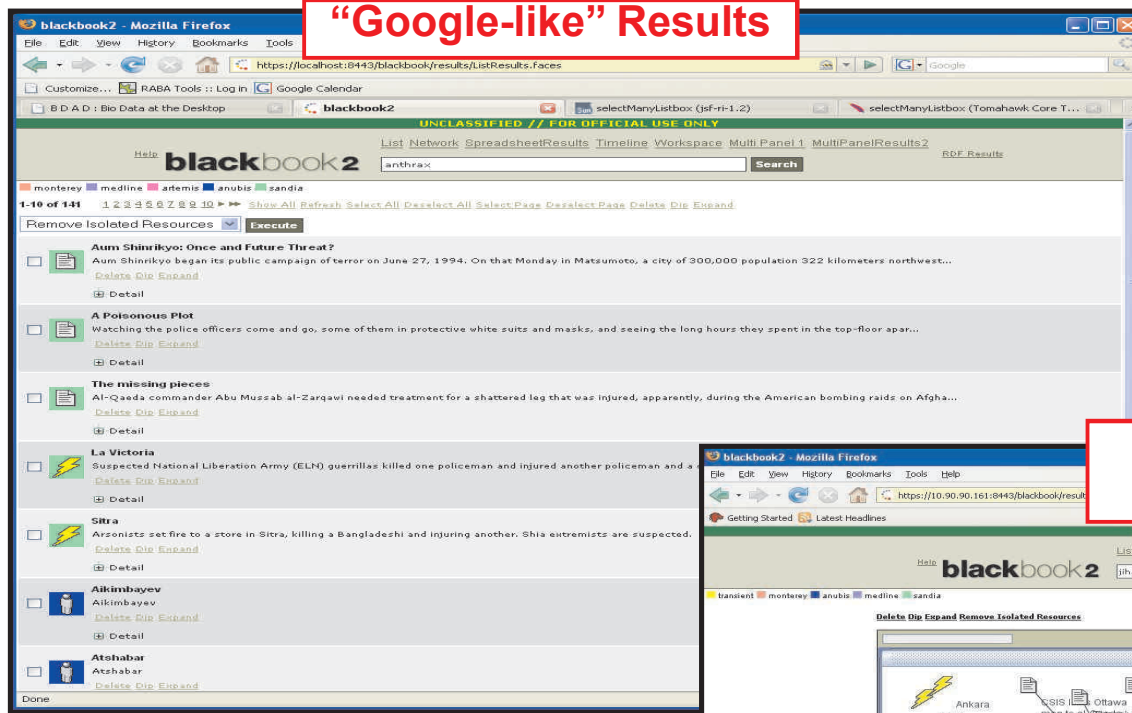 “Google-like” Results
blackbook2 - Mozilla Firefox
File Edit View History Bookmarks Tools
https://localhost:8443/blackbook/results/ListResults.faces
Google
Customize... RABA Tools :: Log in Google Calendar
B D A D : Bio Data at the Desktop blackbook2 selectManyListbox (jsf-ri-1.2) selectManyListbox (Tomahawk Core T...
UNCLASSIFIED // FOR OFFICIAL USE ONLY
List Network SpreadsheetResults Timeline Workspace Multi Panel 1 MultiPanelResults2
Help blackbook2 RDF Results
anthrax Search
monterey medline artemis anubis sandia
1-10 of 141 1 2 3 4 5 6 7 8 9 10 Show All Refresh Select All Deselect All Select Page Deselect Page Delete Dip Expand
Remove Isolated Resources Execute
Aum Shinrikyo: Once and Future Threat?
Aum Shinrikyo began its public campaign of terror on June 27, 1994. On that Monday in Matsumoto, a city of 300,000 population 322 kilometers northwest...
Delete Dip Expand
Detail
A Poisonous Plot
Watching the police officers come and go, some of them in protective white suits and masks, and seeing the long hours they spent in the top-floor apar...
Delete Dip Expand
Detail
The missing pieces
Al-Qaeda commander Abu Mussab al-Zarqawi needed treatment for a shattered leg that was injured, apparently, during the American bombing raids on Afgha...
Delete Dip Expand
Detail
La Victoria
Suspected National Liberation Army (ELN) guerrillas killed one policeman and injured another policeman and a
Delete Dip Expand
Detail
Sitra
Arsonists set fire to a store in Sitra, killing a Bangladeshi and injuring another. Shia extremists are suspected.
Delete Dip Expand
Detail
Aikimbayev
Aikimbayev
Delete Dip Expand
Detail
Atshabar
Atshabar
Delete Dip Expand
Done
blackbook2 - Mozilla Firefox
File Edit View History Bookmarks Tools Help
https://10.90.90.161:8443/blackbook/result
Getting Started Latest Headlines
Help blackbook2
transient monterey anubis medline sandia
Delete Dip Expand Remove Isolated Resources
Ankara CSIS Ottawa